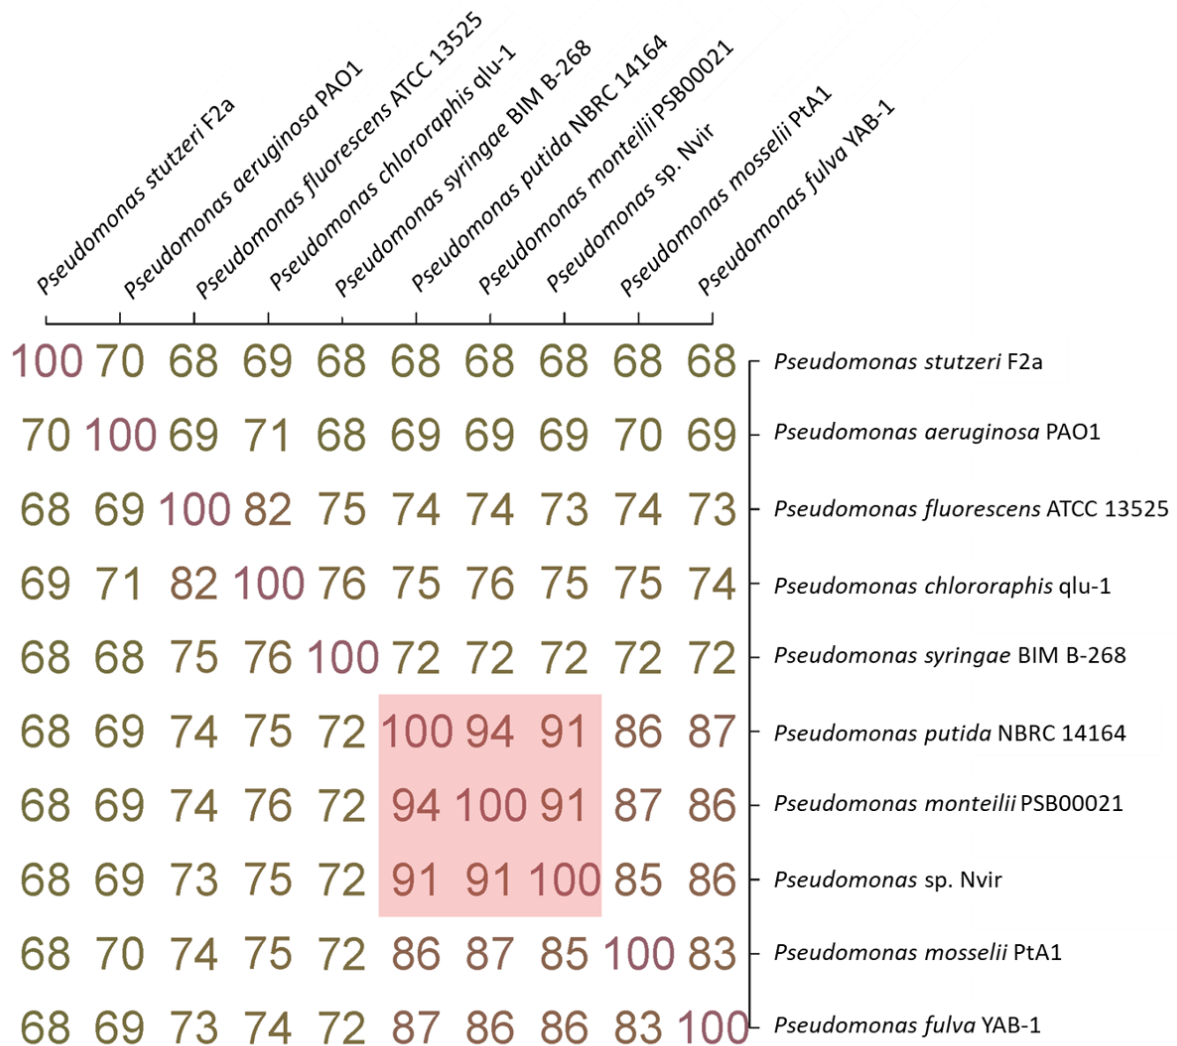 Pseudomonas stutzeri F2a
Pseudomonas aeruginosa PAO1
Pseudomonas fluorescens ATCC 13525
Pseudomonas chlororaphis qlu-1
Pseudomonas syringae BIM B-268
Pseudomonas putida NBRC 14164
Pseudomonas monteilii PSB00021
Pseudomonas sp. Nvir
Pseudomonas mosselii PtA1
Pseudomonas fulva YAB-1
100 70 68 69 68 68 68 68 68 68 Pseudomonas stutzeri F2a
70 100 69 71 68 69 69 69 70 69 Pseudomonas aeruginosa PAO1
68 69 100 82 75 74 74 73 74 73 Pseudomonas fluorescens ATCC 13525
69 71 82 100 76 75 76 75 75 74 Pseudomonas chlororaphis qlu-1
68 68 75 76 100 72 72 72 72 72 Pseudomonas syringae BIM B-268
68 69 74 75 72 100 94 91 86 87 Pseudomonas putida NBRC 14164
68 69 74 76 72 94 100 91 87 86 Pseudomonas monteilii PSB00021
68 69 73 75 72 91 91 100 85 86 Pseudomonas sp. Nvir
68 70 74 75 72 86 87 85 100 83 Pseudomonas mosselii PtA1
68 69 73 74 72 87 86 86 83 100 Pseudomonas fulva YAB-1